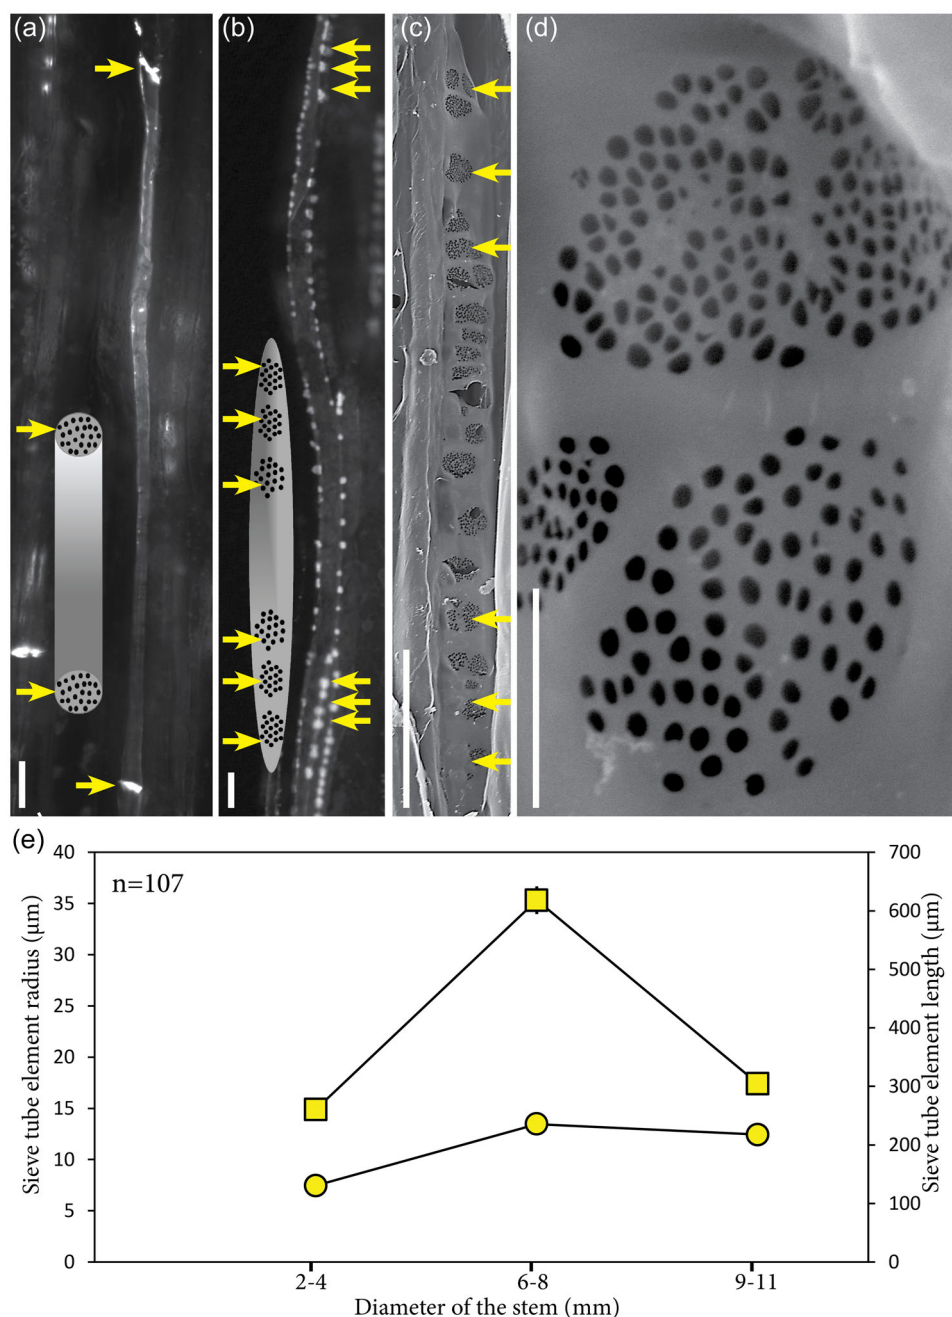 (a)
(b)
(c)
(d)
(e)
n=107
40
35
30
25
20
15
10
5
0
Sieve tube element radius (µm)
700
600
500
400
300
200
100
0
Sieve tube element length (µm)
2-4
6-8
9-11
Diameter of the stem (mm)